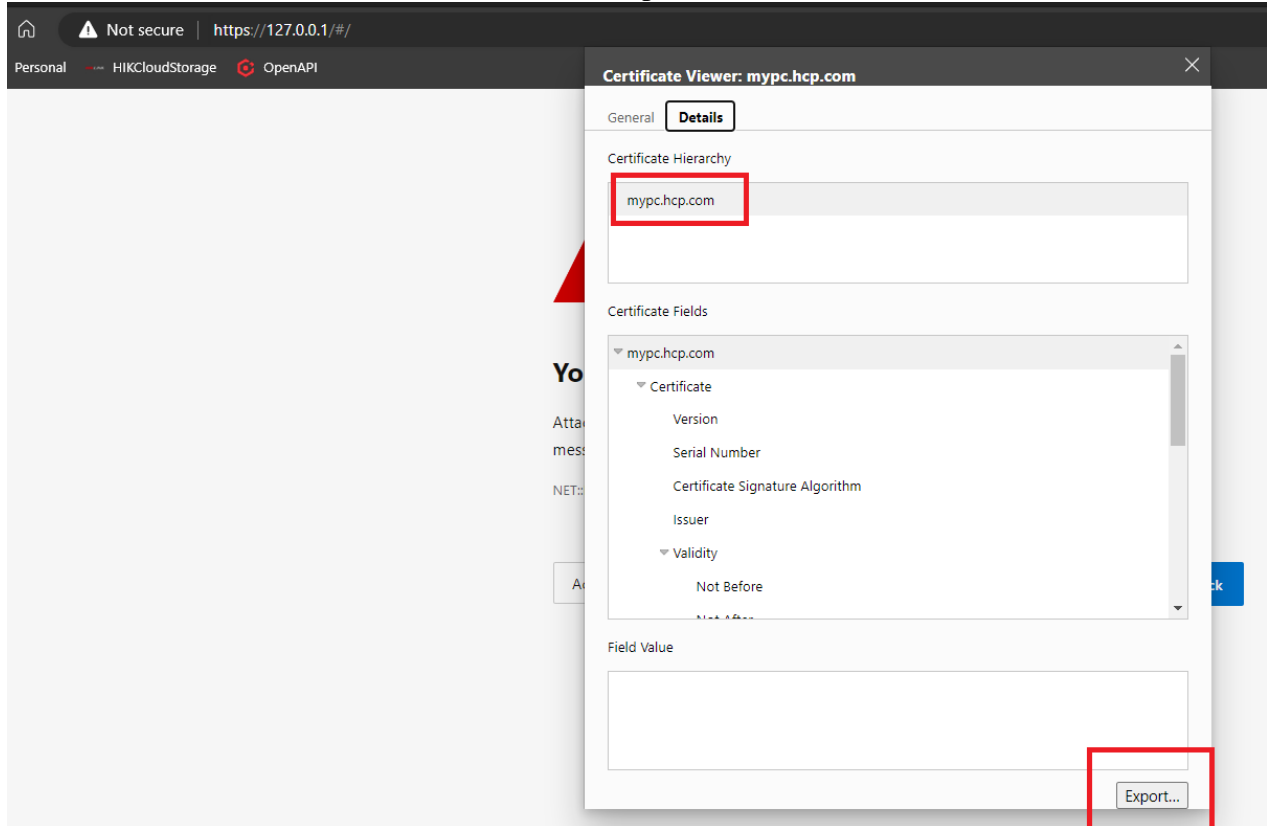 Not secure | https://127.0.0.1/#/
Personal HIKCloudStorage OpenAPI
Certificate Viewer: mypc.hcp.com
General Details
Certificate Hierarchy
mypc.hcp.com
Certificate Fields
mypc.hcp.com
Certificate
Version
Serial Number
Certificate Signature Algorithm
Issuer
Validity
Not Before
Not After
Field Value
Export...
Yo
Atta
mess
NET::
A
ck